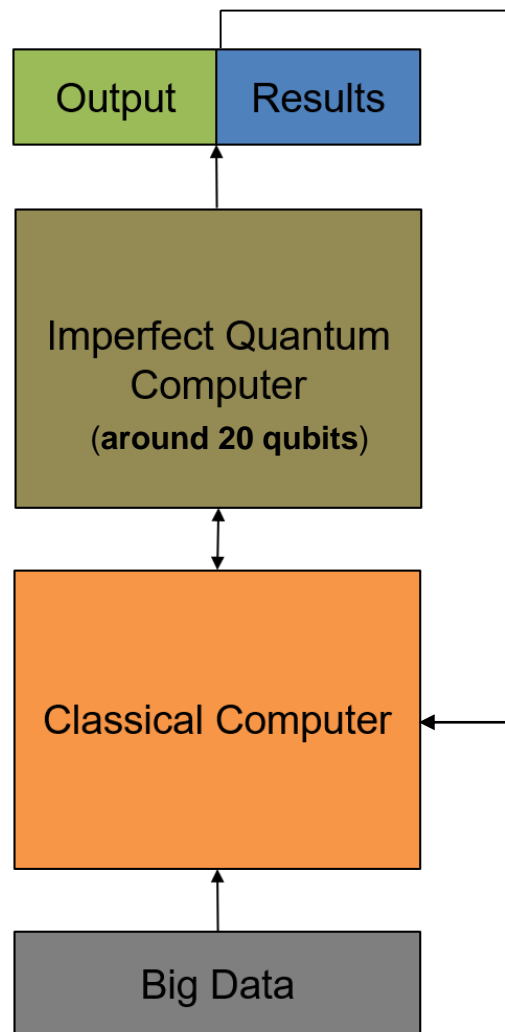 Output
Results
Imperfect Quantum
Computer
(around 20 qubits)
Classical Computer
Big Data